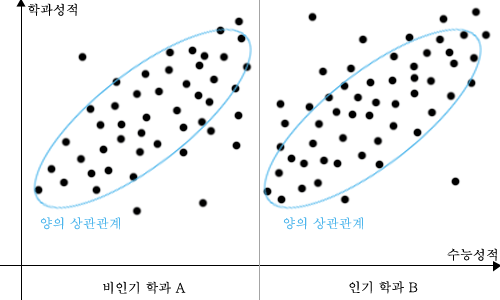 학과성적
양의 상관관계
양의 상관관계
수능성적
비인기 학과 A
인기 학과 B